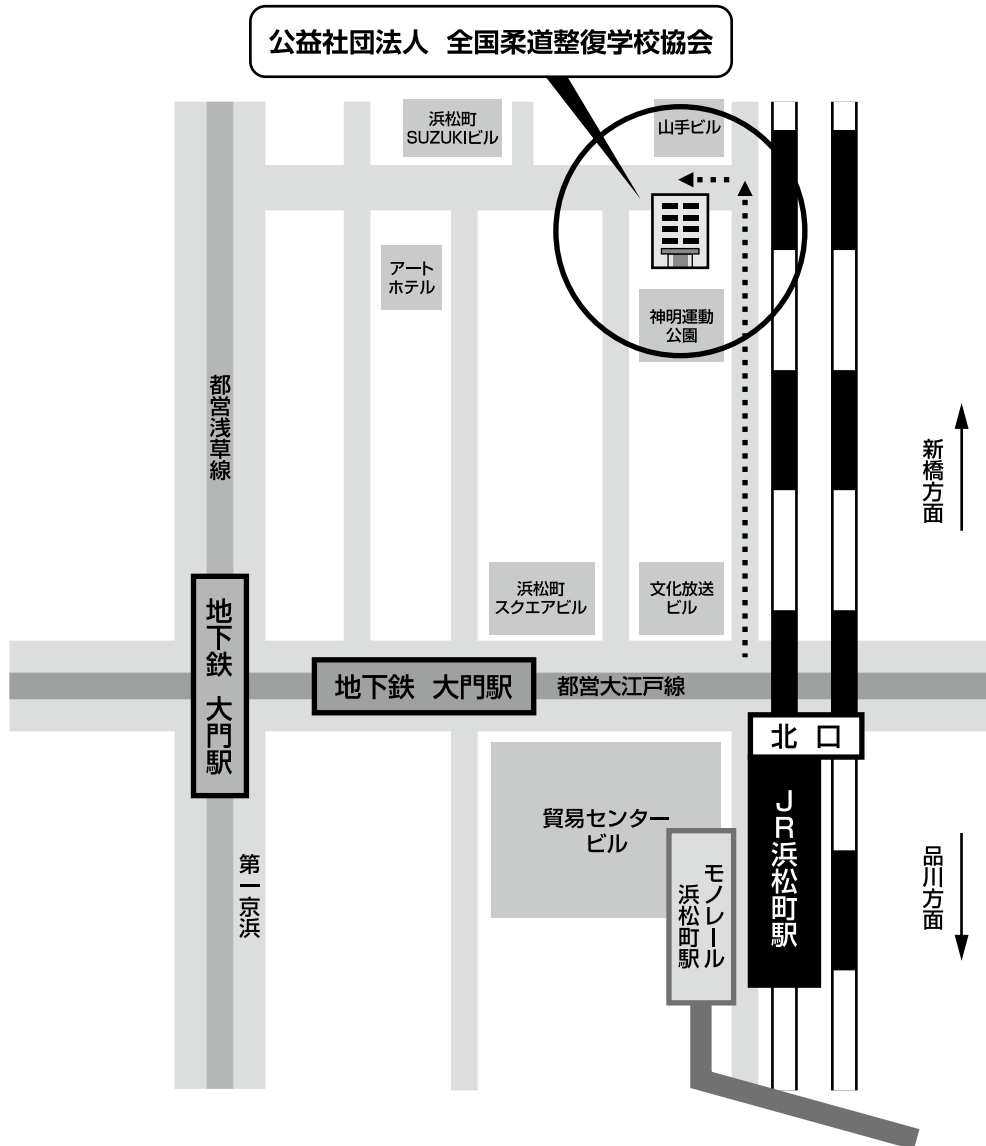 公益社団法人 全国柔道整復学校協会
浜松町
SUZUKIビル
山手ビル
アート
ホテル
神明運動
公園
都営浅草線
新橋方面
浜松町
スクエアビル
文化放送
ビル
地下鉄 大門駅
地下鉄 大門駅
都営大江戸線
北口
貿易センター
ビル
JR浜松町駅
モノレール
浜松町駅
第一京浜
品川方面